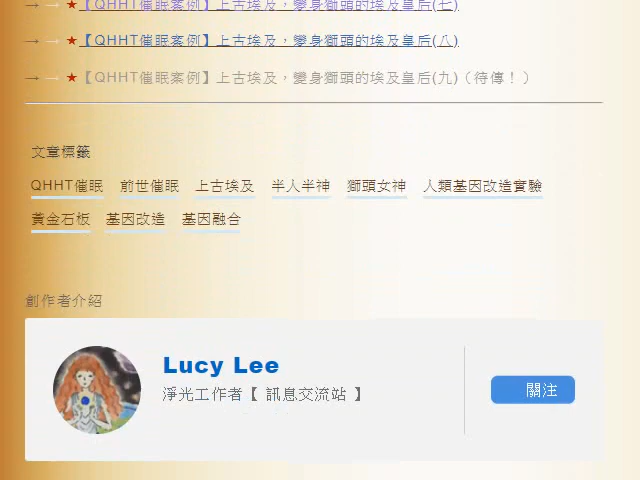 → → ★【QHHT催眠案例】上古埃及，變身獅頭的埃及皇后(七)
→ → ★【QHHT催眠案例】上古埃及，變身獅頭的埃及皇后(八)
→ → ★【QHHT催眠案例】上古埃及，變身獅頭的埃及皇后(九)（待傳！）
文章標籤
QHHT催眠 前世催眠 上古埃及 半人半神 獅頭女神 人類基因改造實驗
黃金石板 基因改造 基因融合
創作者介紹
Lucy Lee
淨光工作者【 訊息交流站 】
關注